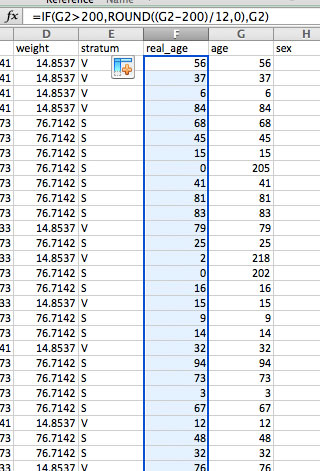 fx =IF(G2>200,ROUND((G2-200)/12,0),G2)
D E F G H
weight stratum real_age age sex
41 14.8537 V 56 56
41 14.8537 V 37 37
41 14.8537 V 6 6
41 14.8537 V 84 84
73 76.7142 S 68 68
73 76.7142 S 45 45
73 76.7142 S 15 15
73 76.7142 S 0 205
73 76.7142 S 41 41
73 76.7142 S 81 81
73 76.7142 S 83 83
33 14.8537 V 79 79
73 76.7142 S 25 25
33 14.8537 V 2 218
73 76.7142 S 0 202
73 76.7142 S 16 16
33 14.8537 V 15 15
73 76.7142 S 9 9
73 76.7142 S 14 14
41 14.8537 V 32 32
73 76.7142 S 94 94
73 76.7142 S 73 73
73 76.7142 S 3 3
73 76.7142 S 67 67
41 14.8537 V 12 12
73 76.7142 S 48 48
73 76.7142 S 32 32
33 14.8537 V 76 76